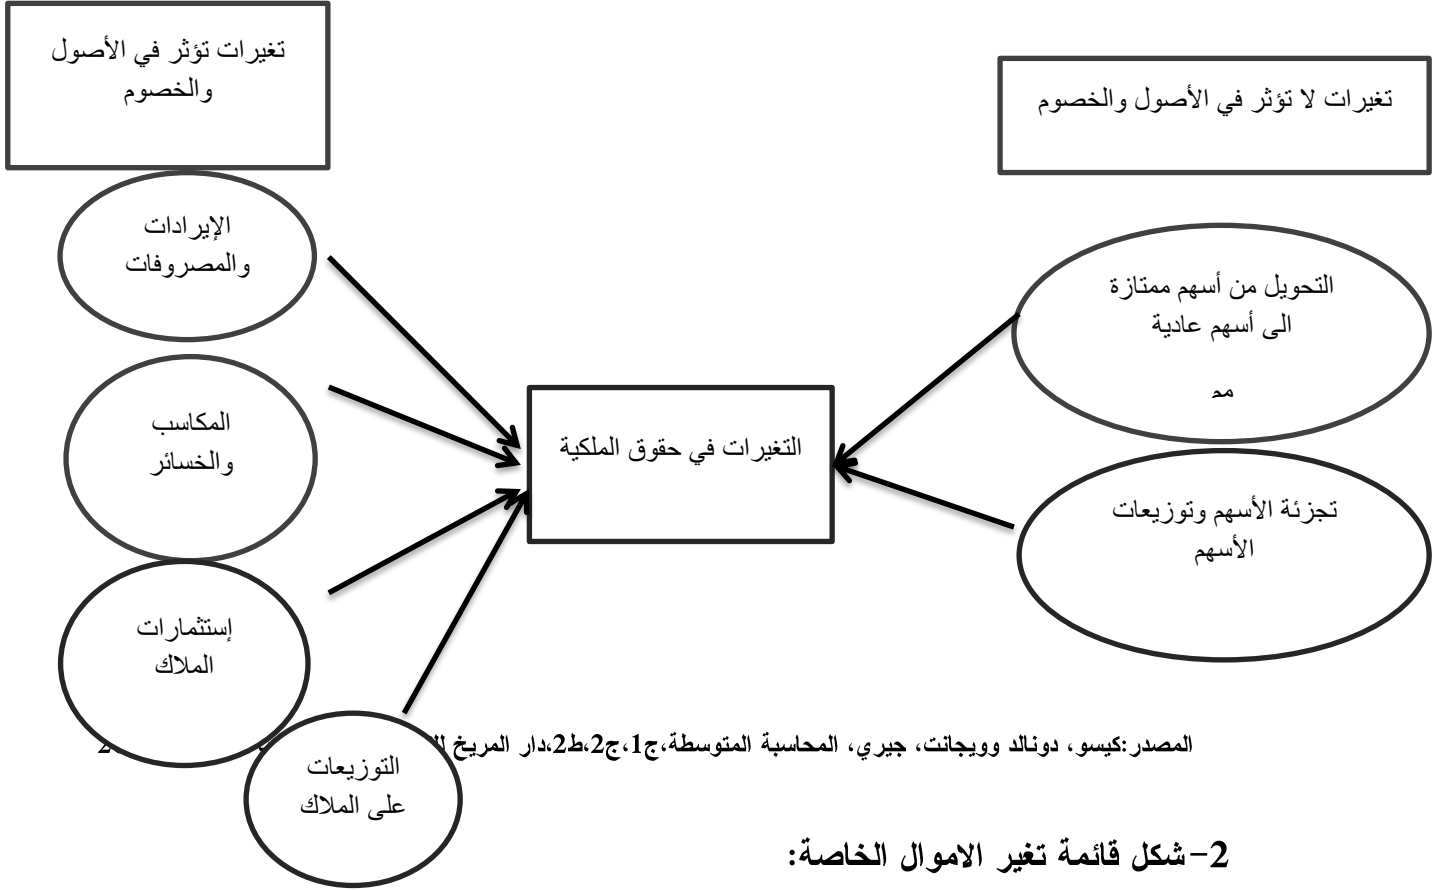 تغيرات لا تؤثر في الأصول والخصوم
التحويل من أسهم ممتازة
الى أسهم عادية
مم
تجزئة الأسهم وتوزيعات
الأسهم
التغيرات في حقوق الملكية
تغيرات تؤثر في الأصول
والخصوم
الإيرادات
والمصروفات
المكاسب
والخسائر
إستثمارات
الملاك
التوزيعات
على الملاك
المصدر:كيسو، دونالد وويجانت، جيري، المحاسبة المتوسطة،ج1،ج2،ط2،دار المريخ
2-شكل قائمة تغير الاموال الخاصة: